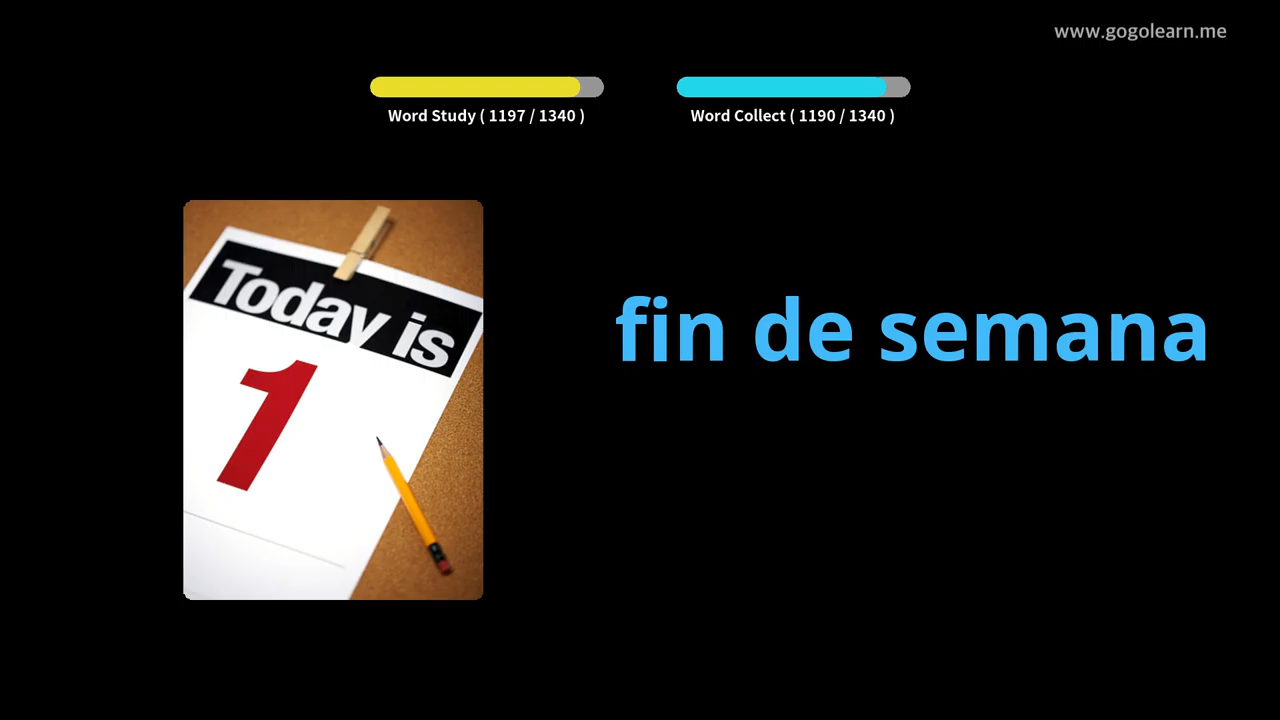 www.gogolearn.me
Word Study ( 1197 / 1340 )
Word Collect ( 1190 / 1340 )
Today is
1
fin de semana